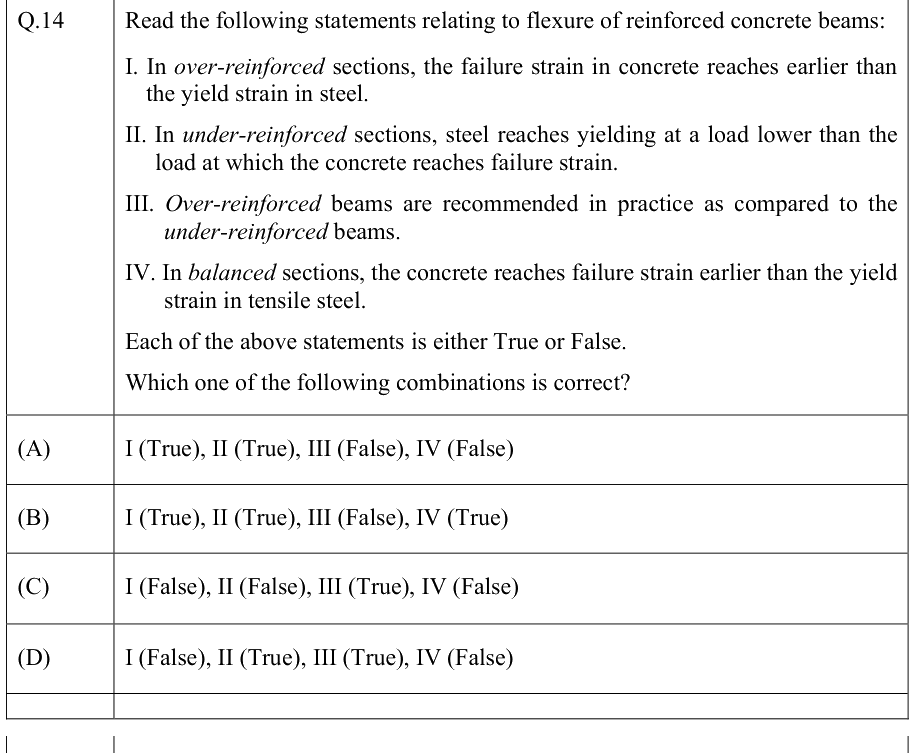 Q.14 Read the following statements relating to flexure of reinforced concrete beams:
I. In over-reinforced sections, the failure strain in concrete reaches earlier than
the yield strain in steel.
II. In under-reinforced sections, steel reaches yielding at a load lower than the
load at which the concrete reaches failure strain.
III. Over-reinforced beams are recommended in practice as compared to the
under-reinforced beams.
IV. In balanced sections, the concrete reaches failure strain earlier than the yield
strain in tensile steel.
Each of the above statements is either True or False.
Which one of the following combinations is correct?
(A) I (True), II (True), III (False), IV (False)
(B) I (True), II (True), III (False), IV (True)
(C) I (False), II (False), III (True), IV (False)
(D) I (False), II (True), III (True), IV (False)